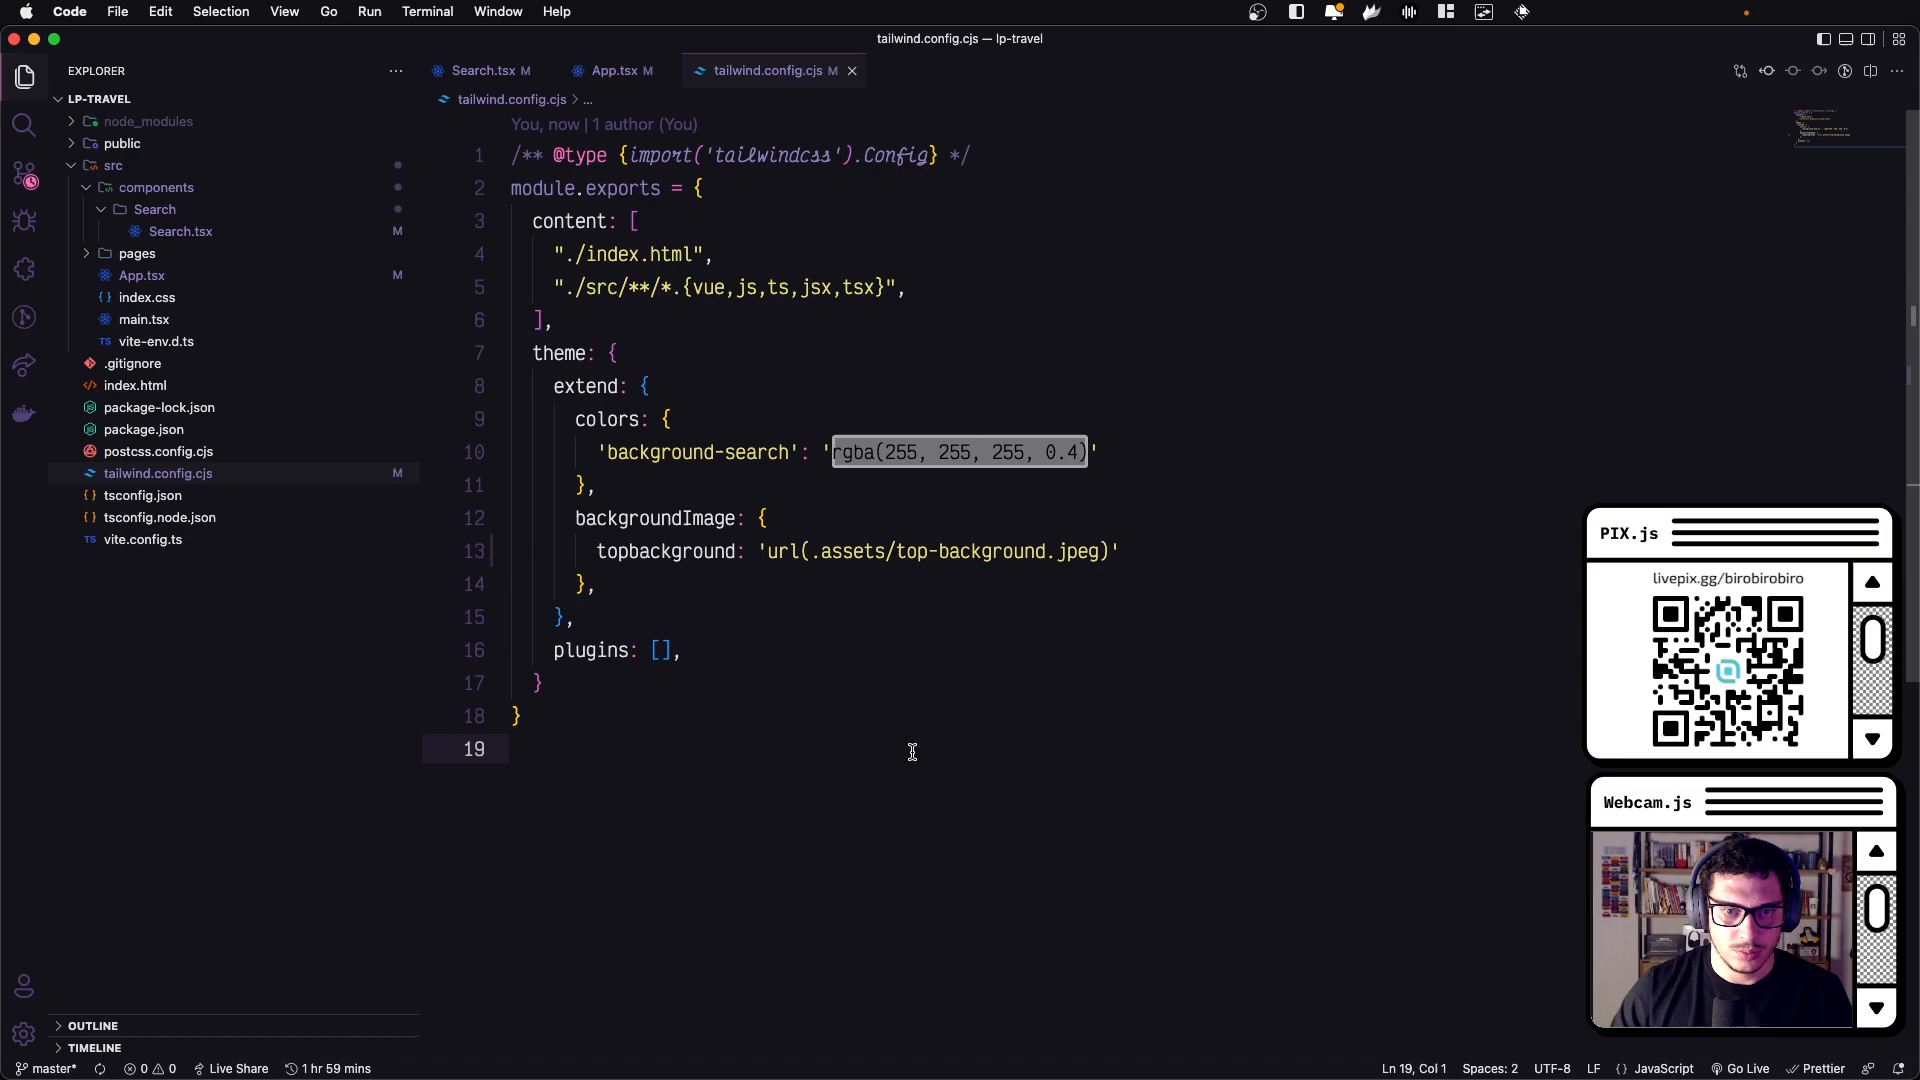 Code File Edit Selection View Go Run Terminal Window Help
tailwind.config.cjs — lp-travel
EXPLORER
Search.tsx M
App.tsx M
tailwind.config.cjs M
LP-TRAVEL
node_modules
public
src
components
Search
Search.tsx M
pages
App.tsx M
{ } index.css
main.tsx
TS vite-env.d.ts
.gitignore
index.html
package-lock.json
package.json
postcss.config.cjs
tailwind.config.cjs M
{ } tsconfig.json
{ } tsconfig.node.json
TS vite.config.ts
OUTLINE
TIMELINE
tailwind.config.cjs > ...
You, now | 1 author (You)
1 /** @type {import('tailwindcss').Config} */
2 module.exports = {
3 content: [
4 "./index.html",
5 "./src/**/*.{vue,js,ts,jsx,tsx}",
6 ],
7 theme: {
8 extend: {
9 colors: {
10 'background-search': 'rgba(255, 255, 255, 0.4)'
11 },
12 backgroundImage: {
13 topbackground: 'url(.assets/top-background.jpeg)'
14 },
15 },
16 plugins: [],
17 }
18 }
19
PIX.js
livepix.gg/birobirobiro
Webcam.js
master* 0 0 Live Share 1 hr 59 mins
Ln 19, Col 1 Spaces: 2 UTF-8 LF { } JavaScript Go Live Prettier